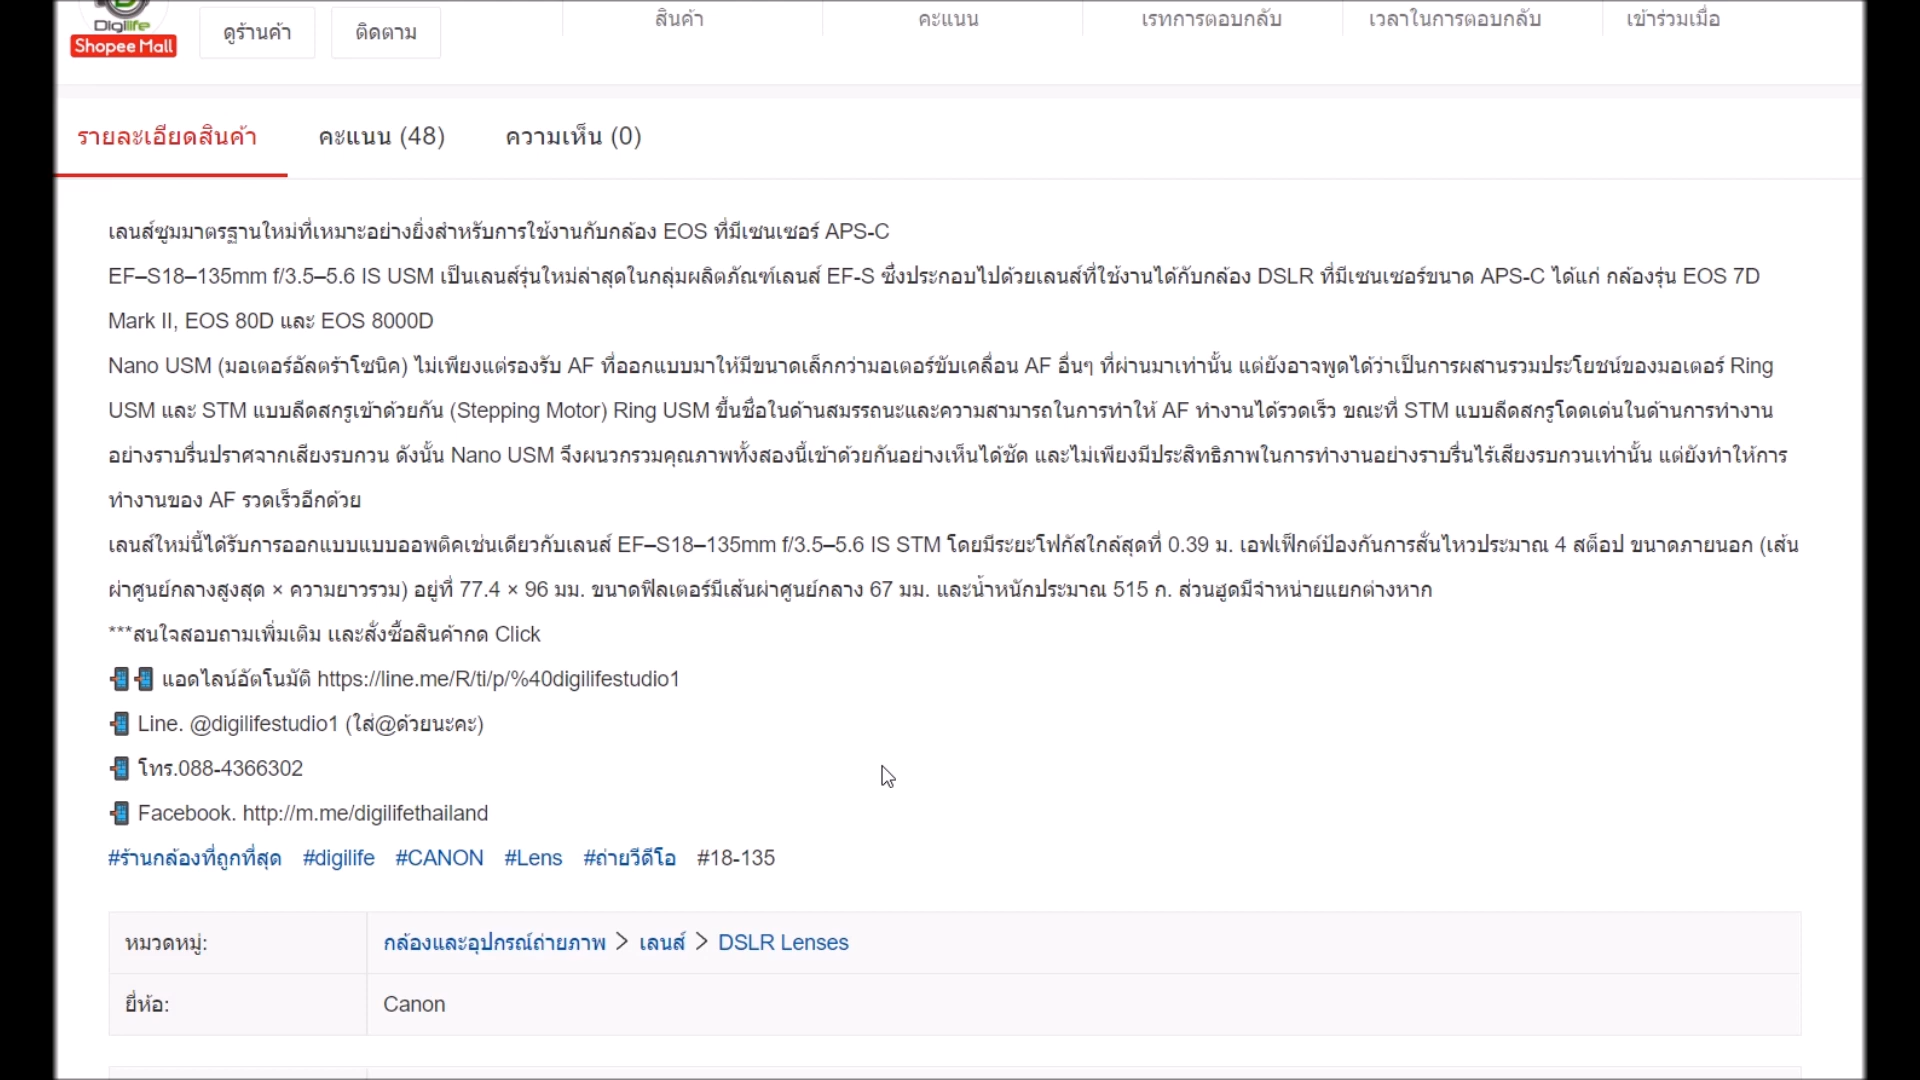 Digilife
Shopee Mall
ดูร้านค้า
ติดตาม
สินค้า
คะแนน
เรทการตอบกลับ
เวลาในการตอบกลับ
เข้าร่วมเมื่อ
รายละเอียดสินค้า
คะแนน (48)
ความเห็น (0)
เลนส์ซูมมาตรฐานใหม่ที่เหมาะอย่างยิ่งสำหรับการใช้งานกับกล้อง EOS ที่มีเซนเซอร์ APS-C
EF–S18–135mm f/3.5–5.6 IS USM เป็นเลนส์รุ่นใหม่ล่าสุดในกลุ่มผลิตภัณฑ์เลนส์ EF-S ซึ่งประกอบไปด้วยเลนส์ที่ใช้งานได้กับกล้อง DSLR ที่มีเซนเซอร์ขนาด APS-C ได้แก่ กล้องรุ่น EOS 7D
Mark II, EOS 80D และ EOS 8000D
Nano USM (มอเตอร์อัลตร้าโซนิค) ไม่เพียงแต่รองรับ AF ที่ออกแบบมาให้มีขนาดเล็กกว่ามอเตอร์ขับเคลื่อน AF อื่นๆ ที่ผ่านมาเท่านั้น แต่ยังอาจพูดได้ว่าเป็นการผสานรวมประโยชน์ของมอเตอร์ Ring
USM และ STM แบบลีดสกรูเข้าด้วยกัน (Stepping Motor) Ring USM ขึ้นชื่อในด้านสมรรถนะและความสามารถในการทำให้ AF ทำงานได้รวดเร็ว ขณะที่ STM แบบลีดสกรูโดดเด่นในด้านการทำงาน
อย่างราบรื่นปราศจากเสียงรบกวน ดังนั้น Nano USM จึงผนวกรวมคุณภาพทั้งสองนี้เข้าด้วยกันอย่างเห็นได้ชัด และไม่เพียงมีประสิทธิภาพในการทำงานอย่างราบรื่นไร้เสียงรบกวนเท่านั้น แต่ยังทำให้การ
ทำงานของ AF รวดเร็วอีกด้วย
เลนส์ใหม่นี้ได้รับการออกแบบแบบออพติคเช่นเดียวกับเลนส์ EF–S18–135mm f/3.5–5.6 IS STM โดยมีระยะโฟกัสใกล้สุดที่ 0.39 ม. เอฟเฟ็กต์ป้องกันการสั่นไหวประมาณ 4 สต็อป ขนาดภายนอก (เส้น
ผ่าศูนย์กลางสูงสุด × ความยาวรวม) อยู่ที่ 77.4 × 96 มม. ขนาดฟิลเตอร์มีเส้นผ่าศูนย์กลาง 67 มม. และน้ำหนักประมาณ 515 ก. ส่วนฮูดมีจำหน่ายแยกต่างหาก
***สนใจสอบถามเพิ่มเติม และสั่งซื้อสินค้ากด Click
📲📲 แอดไลน์อัตโนมัติ https://line.me/R/ti/p/%40digilifestudio1
📲 Line. @digilifestudio1 (ใส่@ด้วยนะคะ)
📲 โทร.088-4366302
📲 Facebook. http://m.me/digilifethailand
#ร้านกล้องที่ถูกที่สุด #digilife #CANON #Lens #ถ่ายวีดีโอ #18-135
หมวดหมู่:
กล้องและอุปกรณ์ถ่ายภาพ > เลนส์ > DSLR Lenses
ยี่ห้อ:
Canon